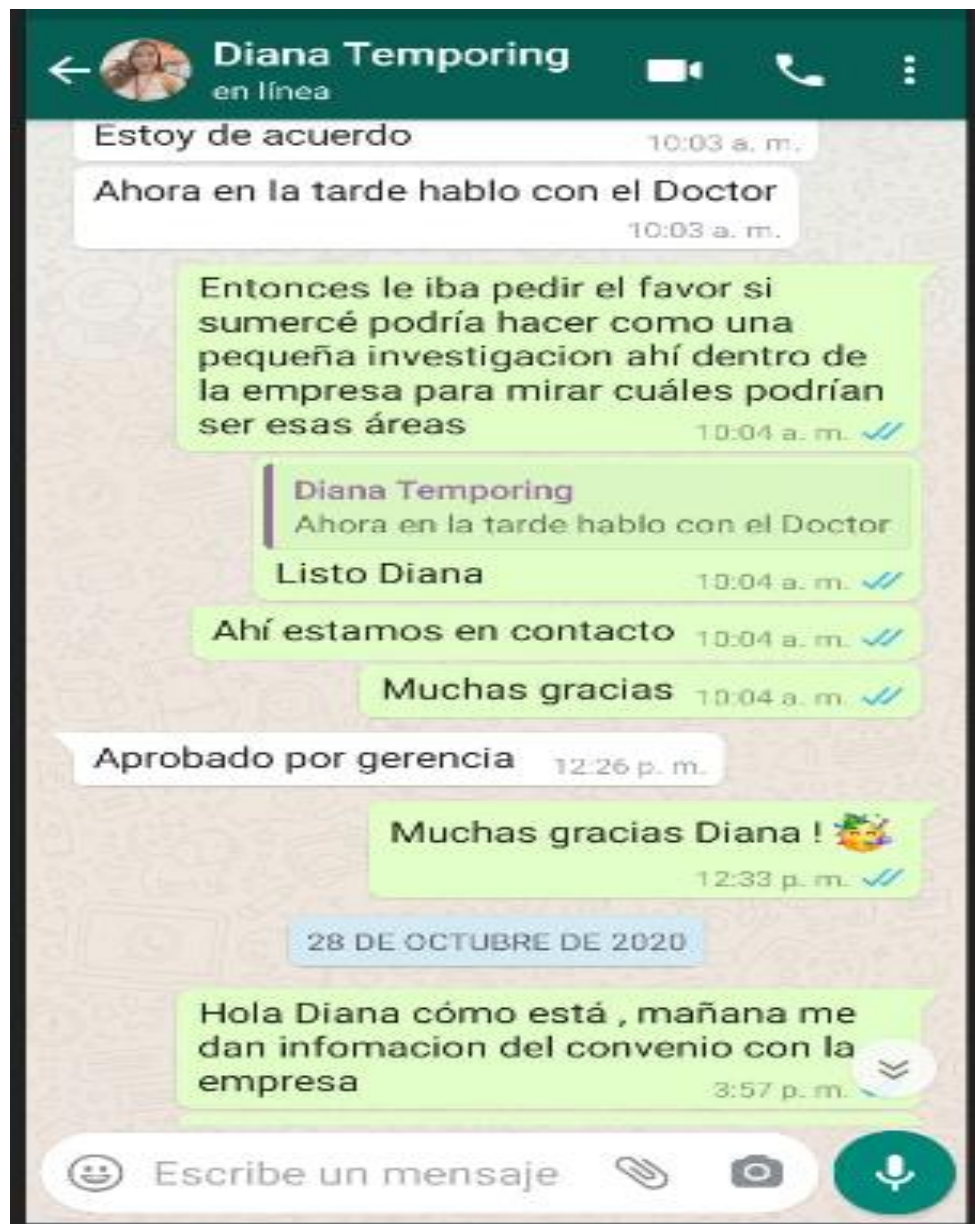 Diana Temporing
en línea
Estoy de acuerdo
10:03 a. m.
Ahora en la tarde hablo con el Doctor
10:03 a. m.
Entonces le iba pedir el favor si
sumercé podría hacer como una
pequeña investigacion ahí dentro de
la empresa para mirar cuáles podrían
ser esas áreas
10:04 a. m.
Diana Temporing
Ahora en la tarde hablo con el Doctor
Listo Diana
10:04 a. m.
Ahí estamos en contacto
10:04 a. m.
Muchas gracias
10:04 a. m.
Aprobado por gerencia
12:26 p. m.
Muchas gracias Diana !
12:33 p. m.
28 DE OCTUBRE DE 2020
Hola Diana cómo está , mañana me
dan infomacion del convenio con la
empresa
3:57 p. m.
Escribe un mensaje